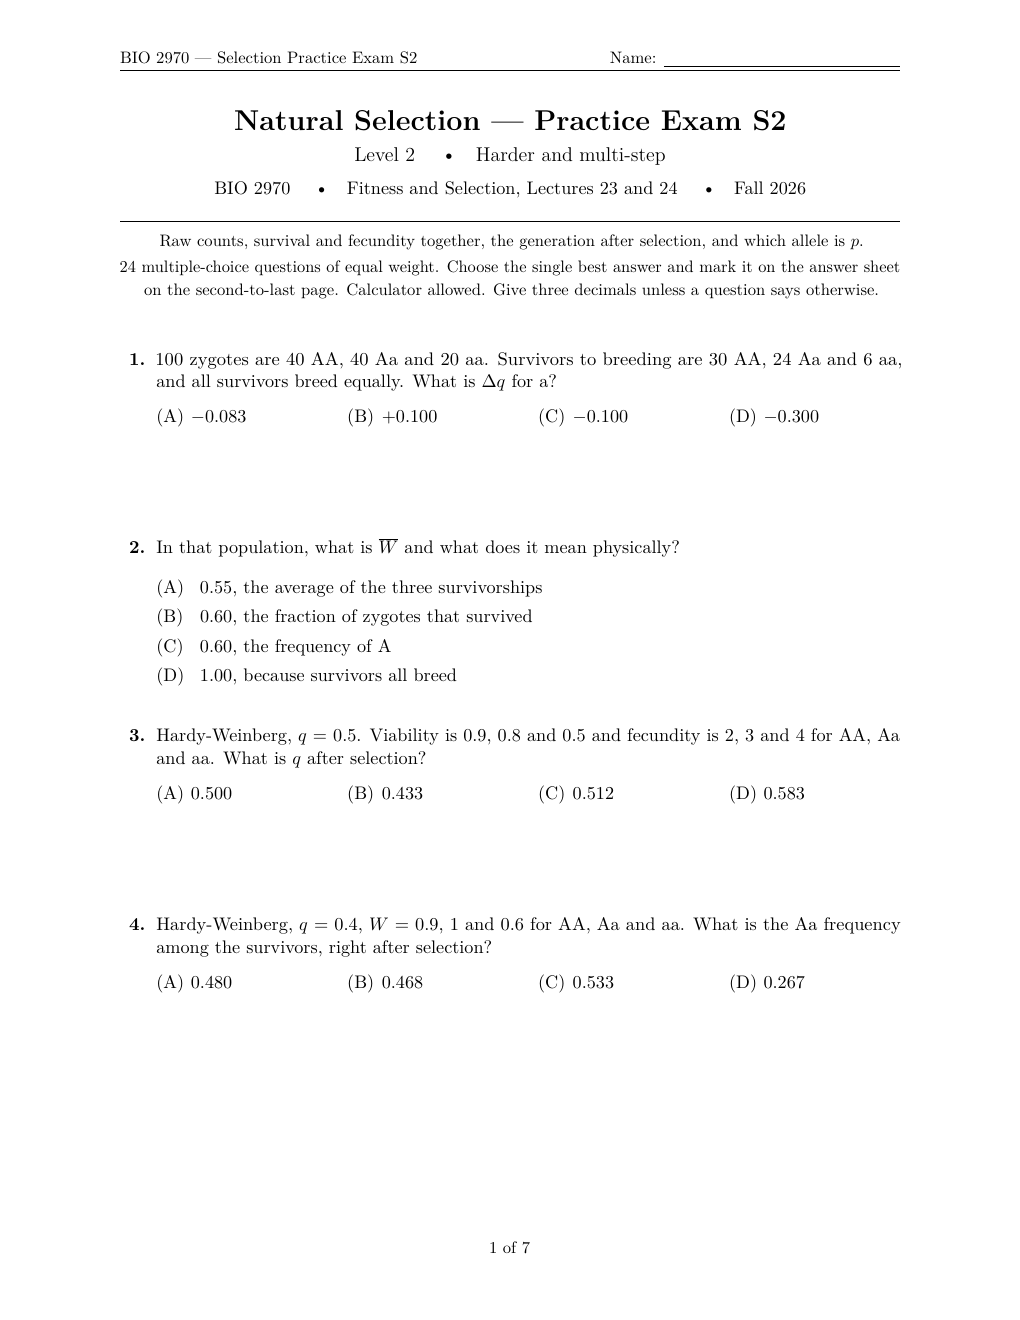 BIO 2970 — Selection Practice Exam S2 Name:
Natural Selection — Practice Exam S2
Level 2 • Harder and multi-step
BIO 2970 • Fitness and Selection, Lectures 23 and 24 • Fall 2026
Raw counts, survival and fecundity together, the generation after selection, and which allele is p.
24 multiple-choice questions of equal weight. Choose the single best answer and mark it on the answer sheet
on the second-to-last page. Calculator allowed. Give three decimals unless a question says otherwise.
1. 100 zygotes are 40 AA, 40 Aa and 20 aa. Survivors to breeding are 30 AA, 24 Aa and 6 aa,
and all survivors breed equally. What is Δq for a?
(A) −0.083 (B) +0.100 (C) −0.100 (D) −0.300
2. In that population, what is W̅ and what does it mean physically?
(A) 0.55, the average of the three survivorships
(B) 0.60, the fraction of zygotes that survived
(C) 0.60, the frequency of A
(D) 1.00, because survivors all breed
3. Hardy-Weinberg, q = 0.5. Viability is 0.9, 0.8 and 0.5 and fecundity is 2, 3 and 4 for AA, Aa
and aa. What is q after selection?
(A) 0.500 (B) 0.433 (C) 0.512 (D) 0.583
4. Hardy-Weinberg, q = 0.4, W = 0.9, 1 and 0.6 for AA, Aa and aa. What is the Aa frequency
among the survivors, right after selection?
(A) 0.480 (B) 0.468 (C) 0.533 (D) 0.267
1 of 7